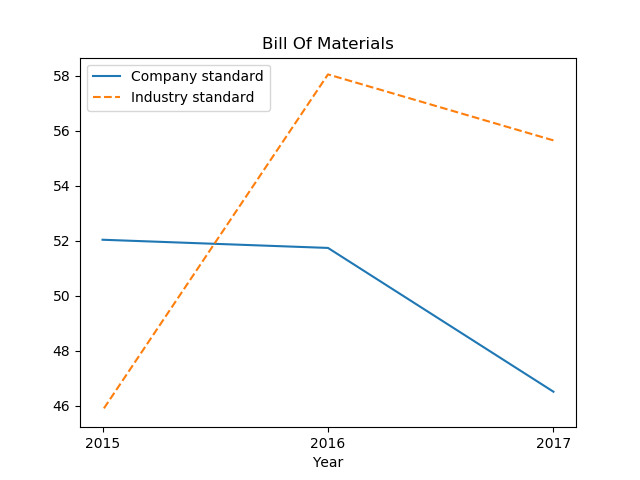 Bill Of Materials
Company standard
Industry standard
58
56
54
52
50
48
46
2015 2016 2017
Year